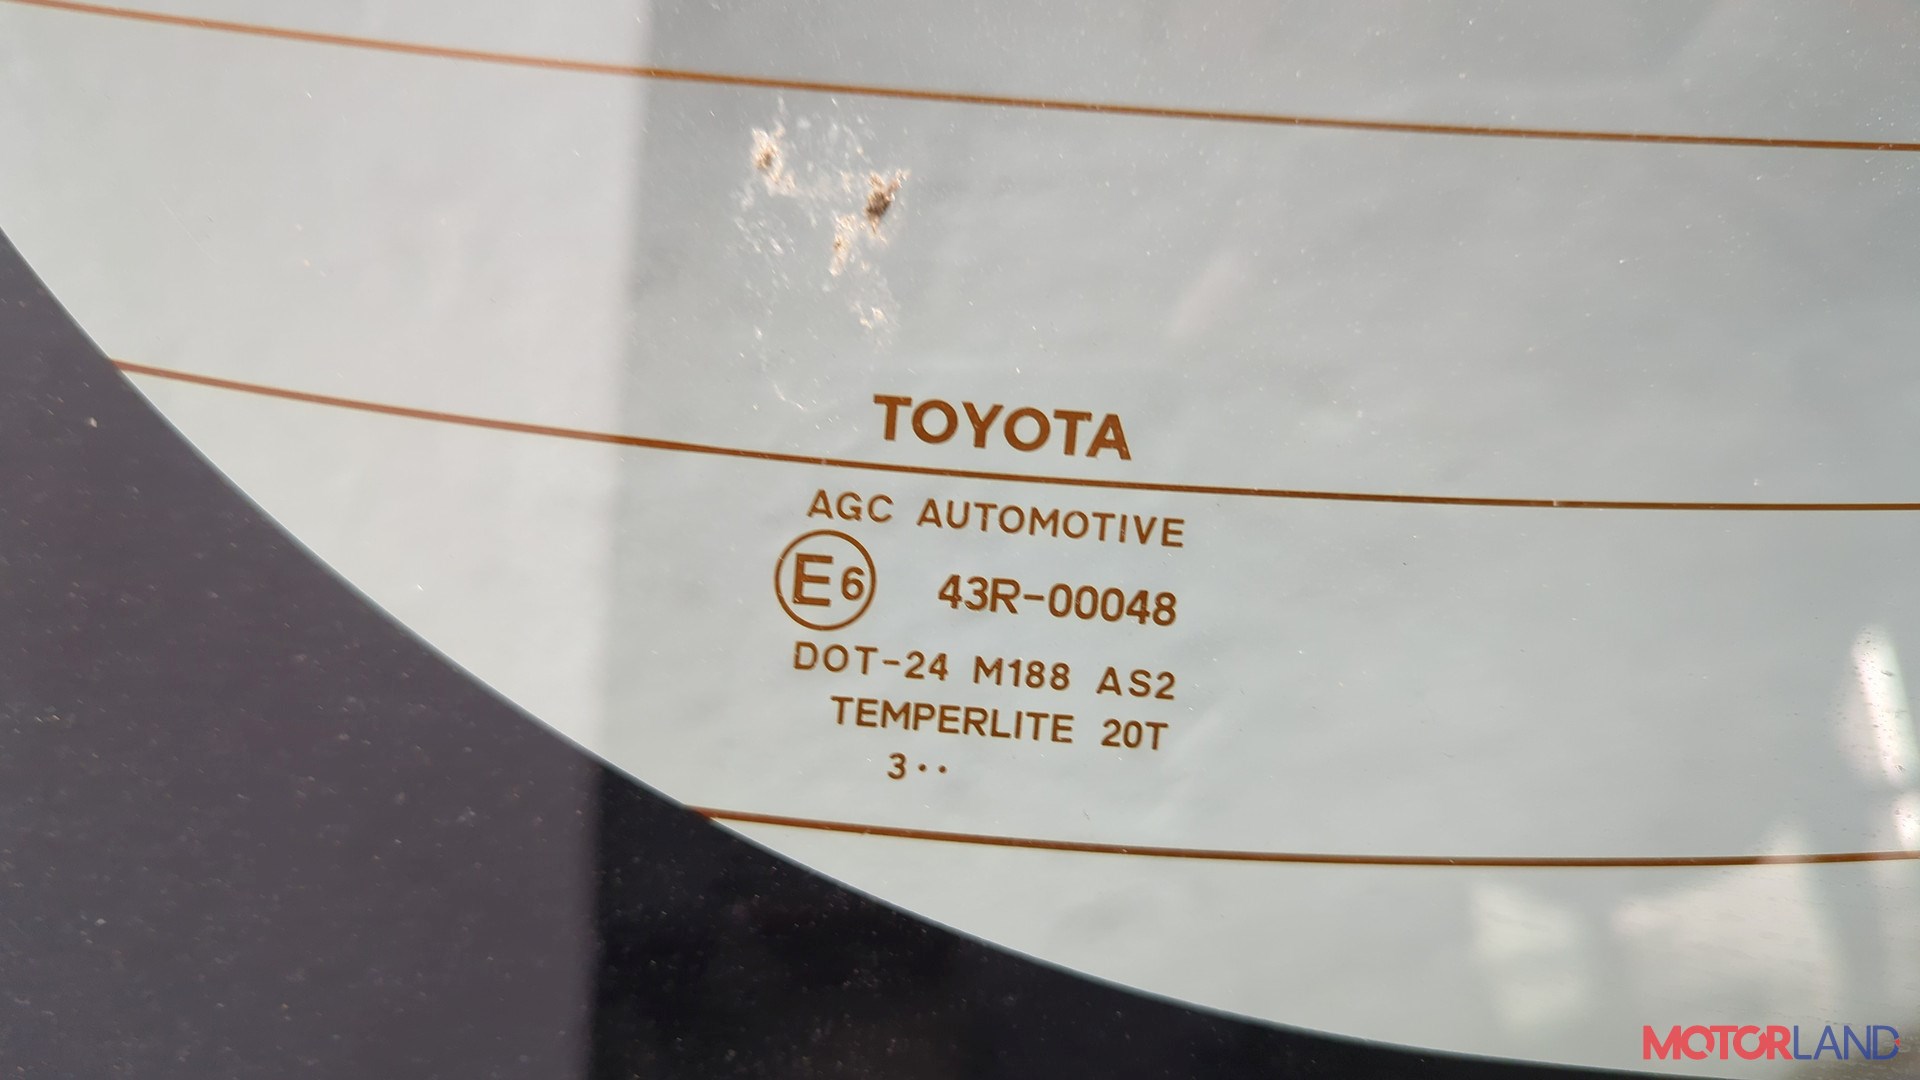 TOYOTA
AGC AUTOMOTIVE
E6 43R-00048
DOT-24 M188 AS2
TEMPERLITE 20T
3··
MOTORLAND